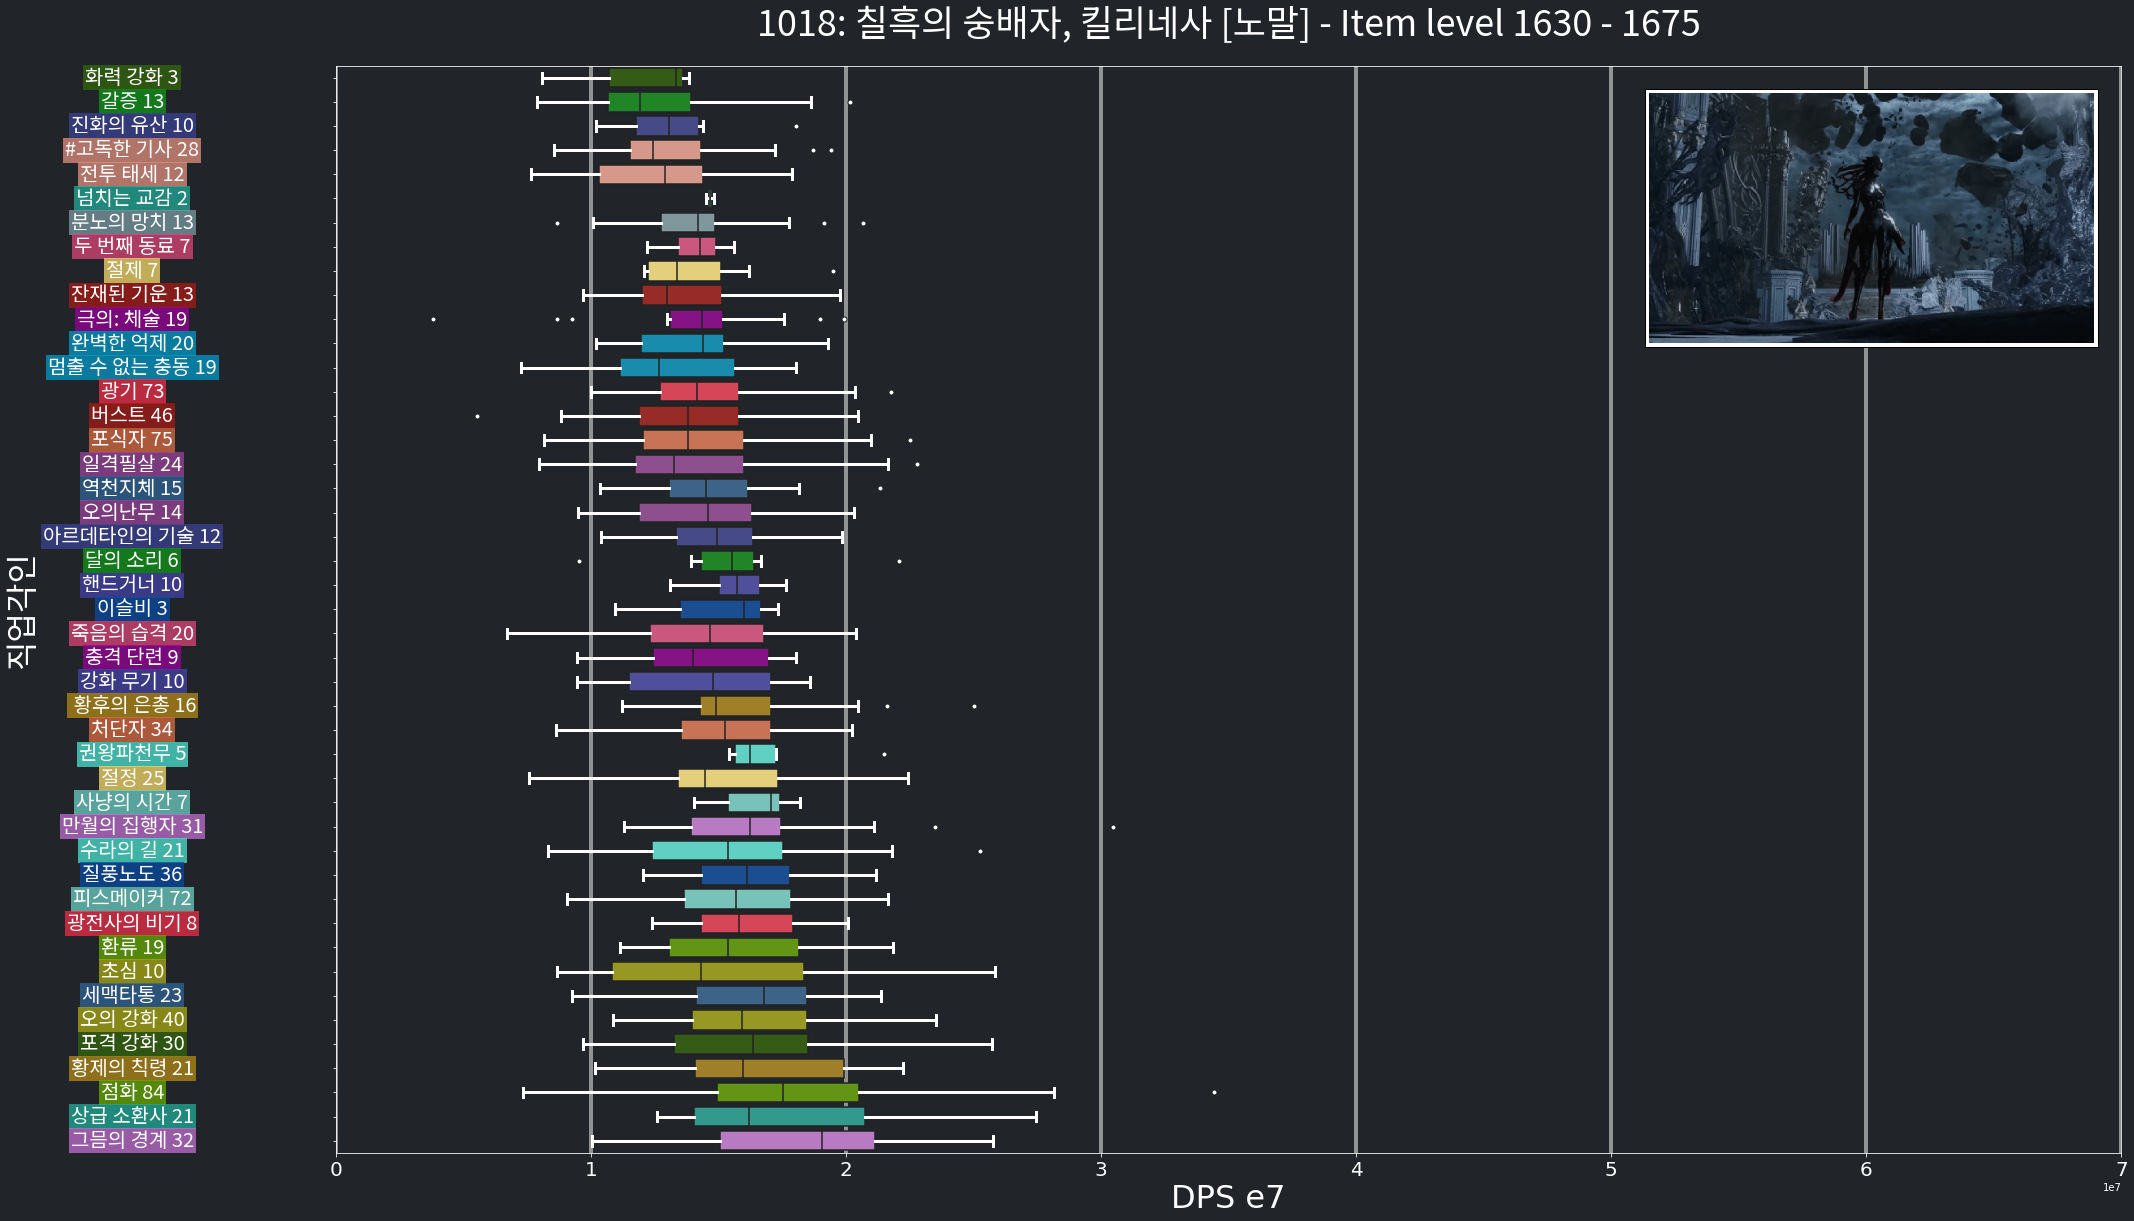 1018: 칠흑의 숭배자, 킬리네사 [노말] - Item level 1630 - 1675
화력 강화 3
갈증 13
진화의 유산 10
#고독한 기사 28
전투 태세 12
넘치는 교감 2
분노의 망치 13
두 번째 동료 7
절제 7
잔재된 기운 13
극의: 체술 19
완벽한 억제 20
멈출 수 없는 충동 19
광기 73
버스트 46
포식자 75
일격필살 24
역천지체 15
오의난무 14
아르데타인의 기술 12
달의 소리 6
핸드거너 10
이슬비 3
죽음의 습격 20
충격 단련 9
강화 무기 10
황후의 은총 16
처단자 34
권왕파천무 5
절정 25
사냥의 시간 7
만월의 집행자 31
수라의 길 21
질풍노도 36
피스메이커 72
광전사의 비기 8
환류 19
초심 10
세맥타통 23
오의 강화 40
포격 강화 30
황제의 칙령 21
점화 84
상급 소환사 21
그믐의 경계 32
직업각인
0 1 2 3 4 5 6 7
DPS e7
1e7